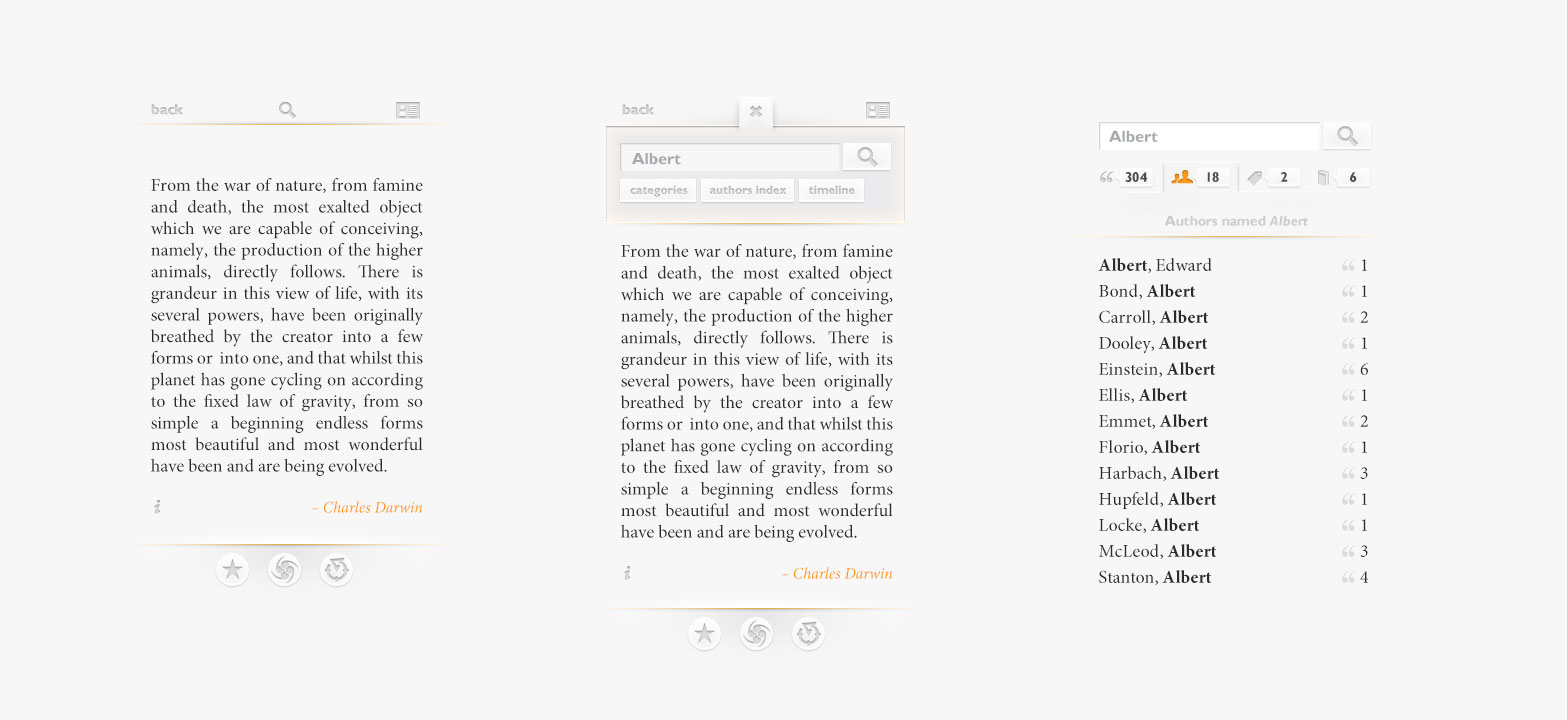 back
From the war of nature, from famine
and death, the most exalted object
which we are capable of conceiving,
namely, the production of the higher
animals, directly follows. There is
grandeur in this view of life, with its
several powers, have been originally
breathed by the creator into a few
forms or into one, and that whilst this
planet has gone cycling on according
to the fixed law of gravity, from so
simple a beginning endless forms
most beautiful and most wonderful
have been and are being evolved.
i
– Charles Darwin
back
Albert
categories
authors index
timeline
From the war of nature, from famine
and death, the most exalted object
which we are capable of conceiving,
namely, the production of the higher
animals, directly follows. There is
grandeur in this view of life, with its
several powers, have been originally
breathed by the creator into a few
forms or into one, and that whilst this
planet has gone cycling on according
to the fixed law of gravity, from so
simple a beginning endless forms
most beautiful and most wonderful
have been and are being evolved.
i
– Charles Darwin
Albert
“ 304 18 2 6
Authors named Albert
Albert, Edward “ 1
Bond, Albert “ 1
Carroll, Albert “ 2
Dooley, Albert “ 1
Einstein, Albert “ 6
Ellis, Albert “ 1
Emmet, Albert “ 2
Florio, Albert “ 1
Harbach, Albert “ 3
Hupfeld, Albert “ 1
Locke, Albert “ 1
McLeod, Albert “ 3
Stanton, Albert “ 4